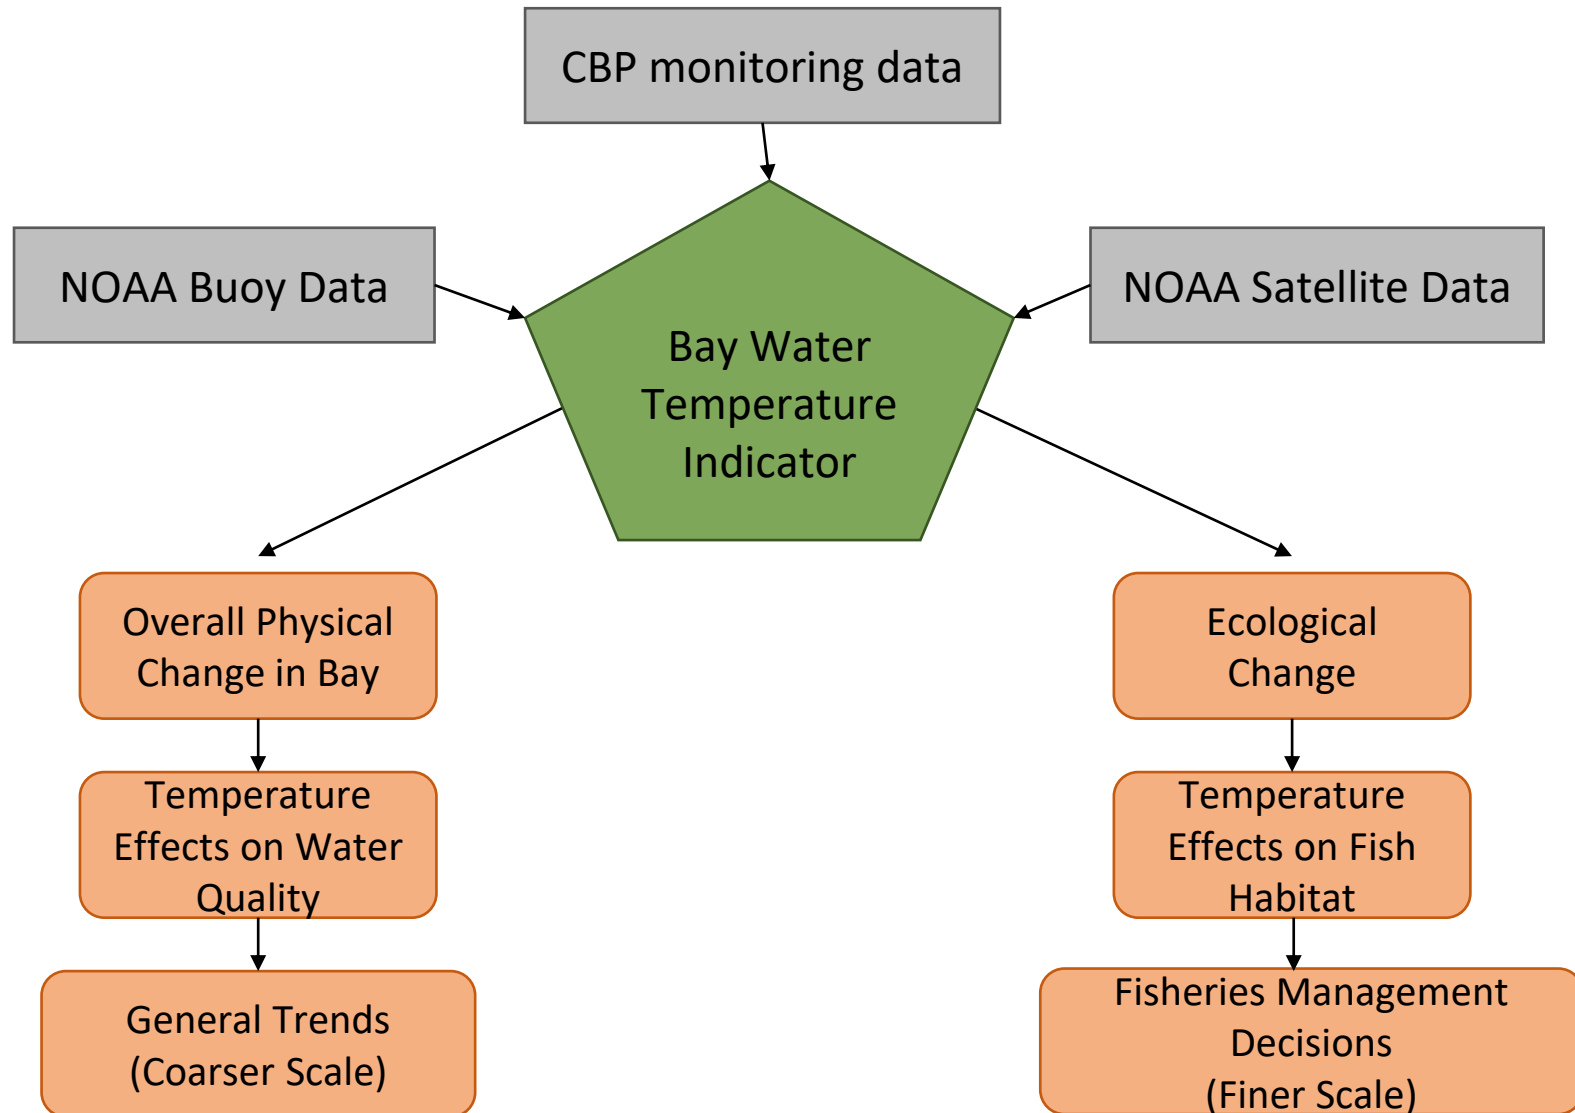 CBP monitoring data
NOAA Buoy Data
NOAA Satellite Data
Bay Water
Temperature
Indicator
Overall Physical
Change in Bay
Ecological
Change
Temperature
Effects on Water
Quality
Temperature
Effects on Fish
Habitat
General Trends
(Coarser Scale)
Fisheries Management
Decisions
(Finer Scale)